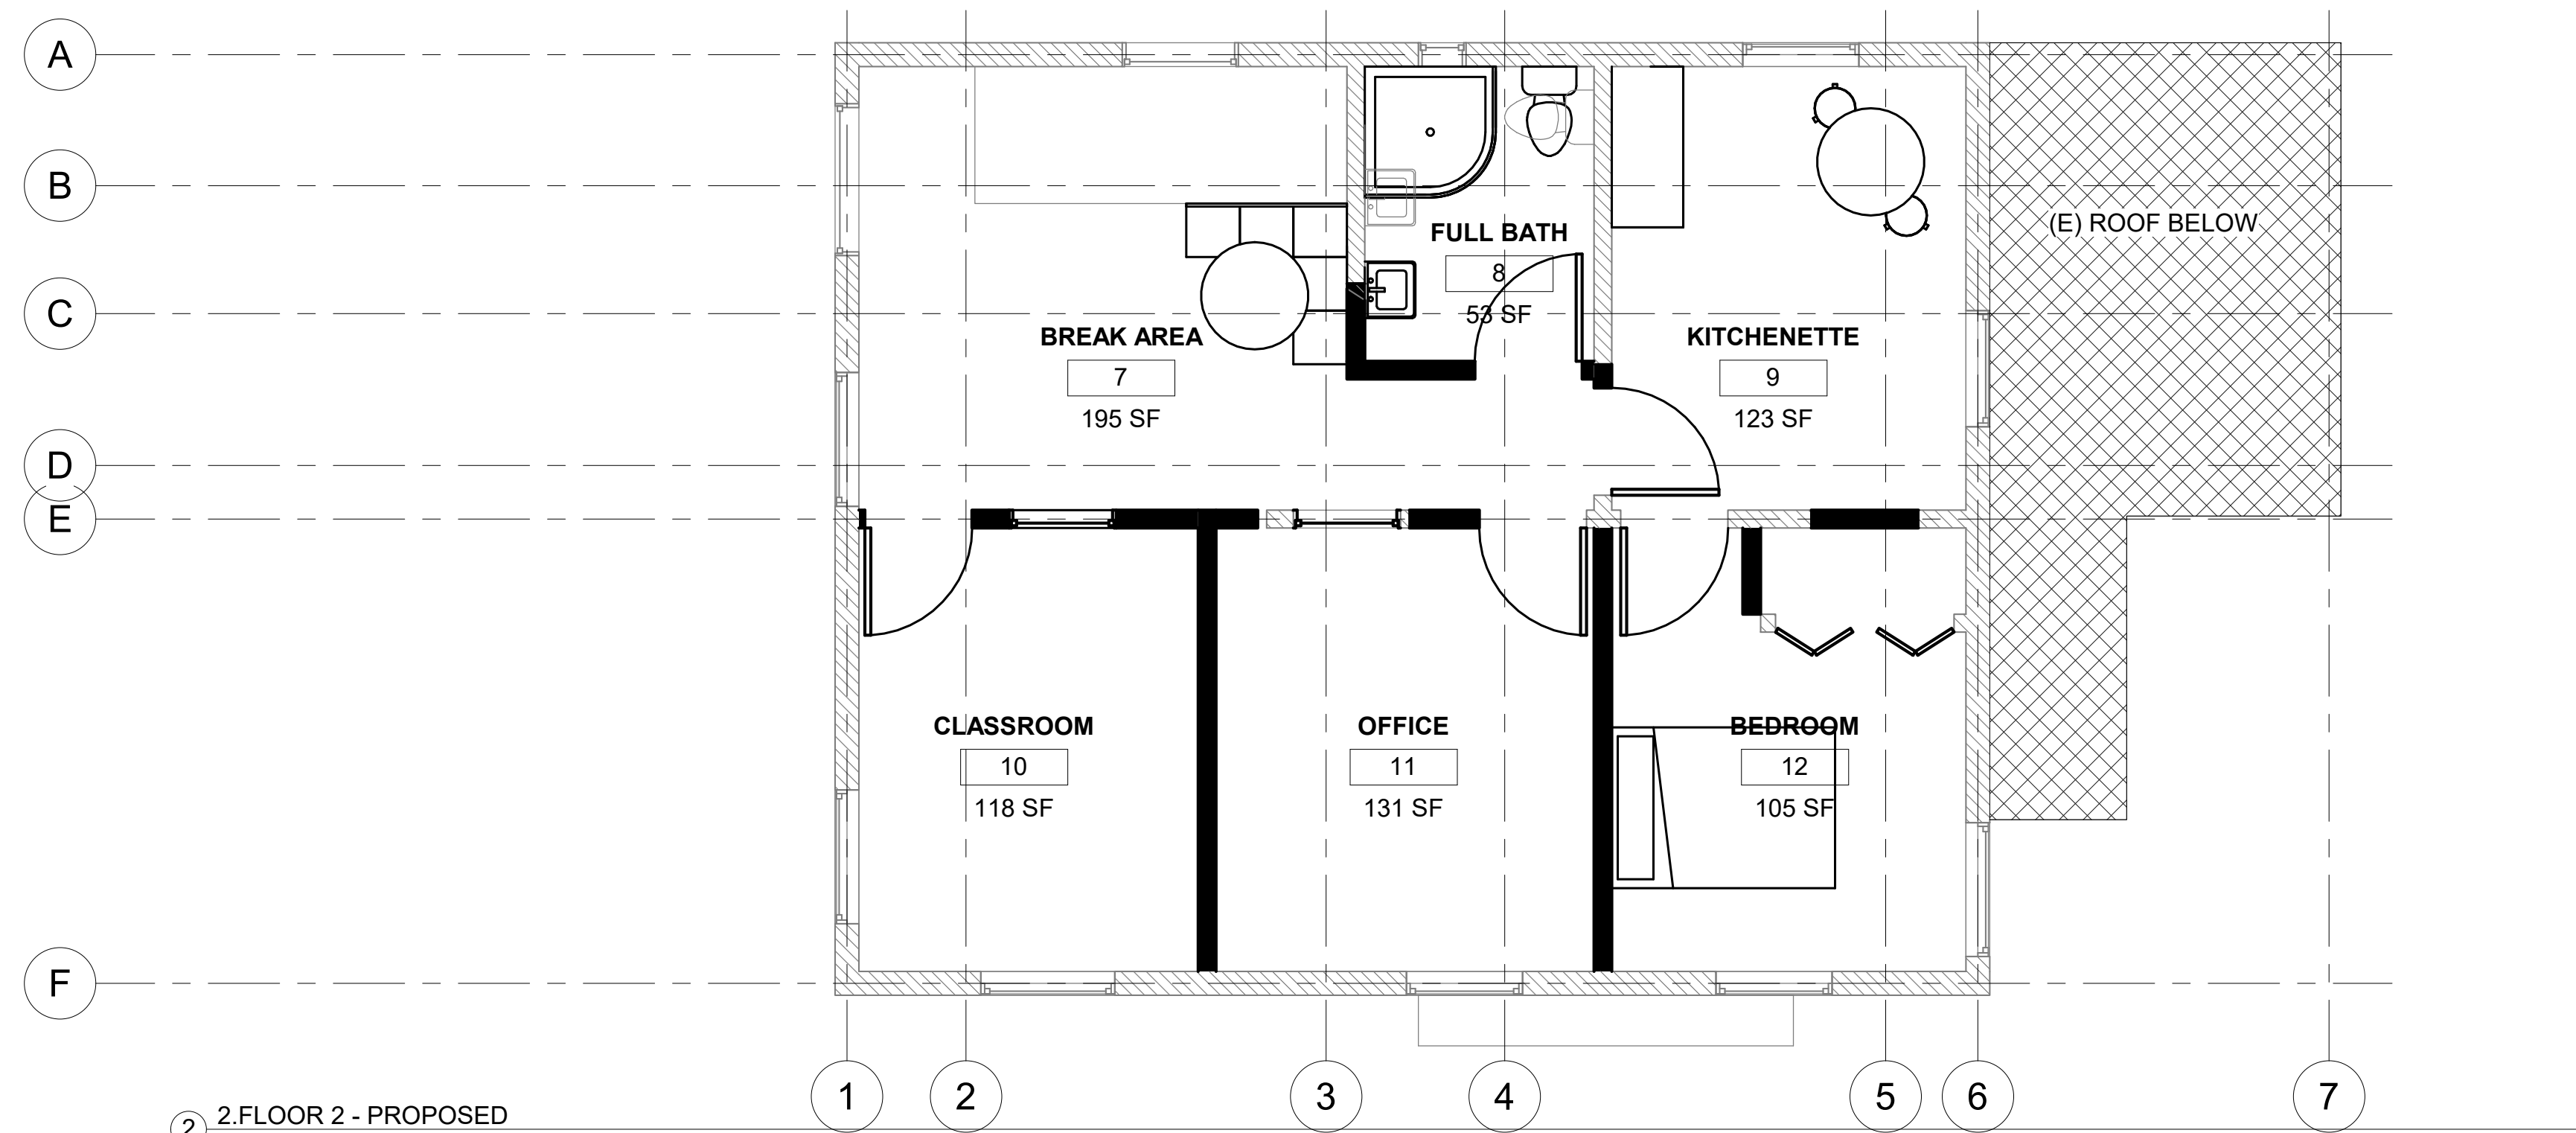 A
B
C
D
E
F
(E) ROOF BELOW
FULL BATH
8
53 SF
BREAK AREA
7
195 SF
KITCHENETTE
9
123 SF
CLASSROOM
10
118 SF
OFFICE
11
131 SF
BEDROOM
12
105 SF
1
2
3
4
5
6
7
2
2.FLOOR 2 - PROPOSED